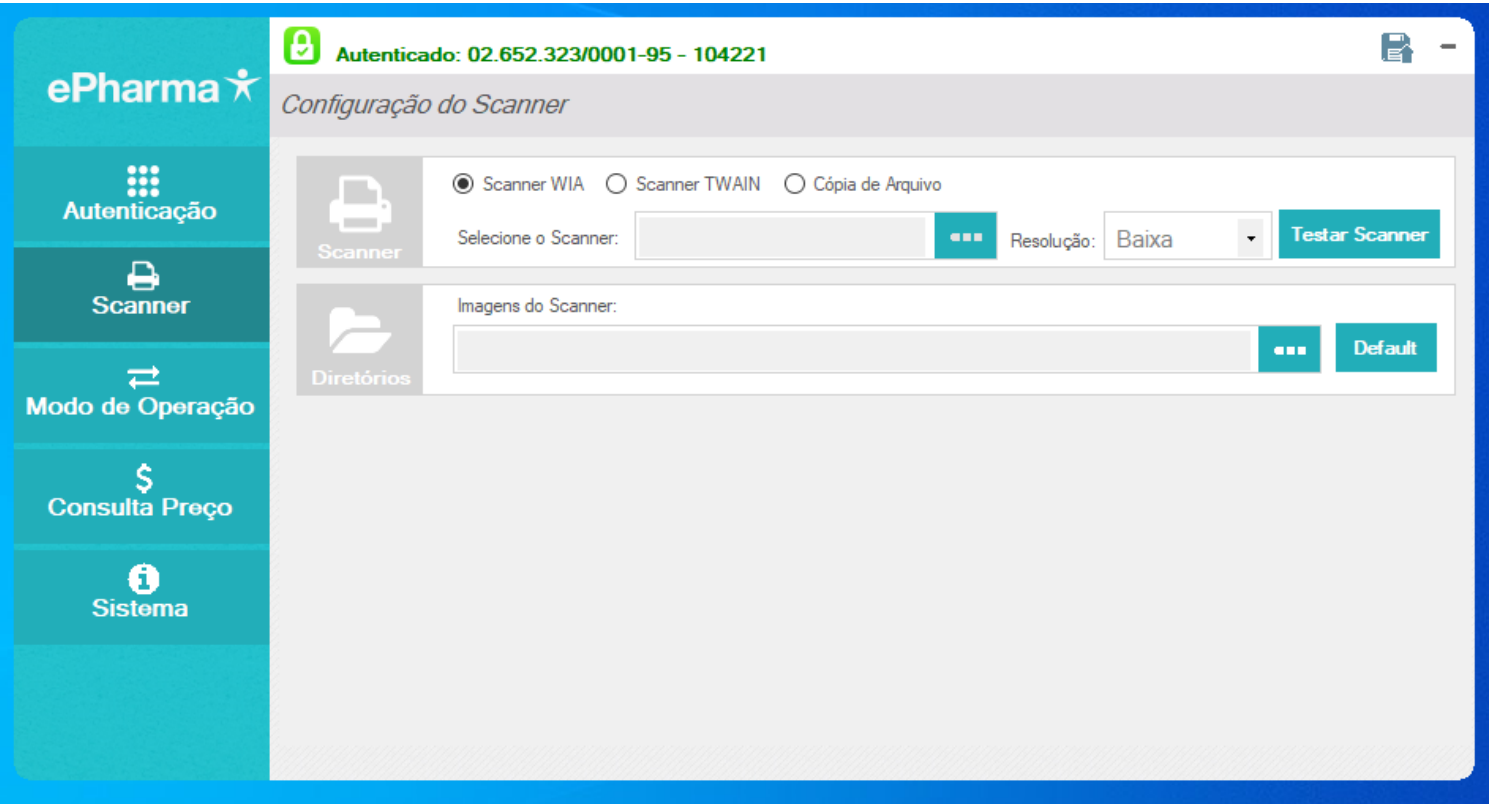 ePharma
Autenticação
Scanner
Modo de Operação
Consulta Preço
Sistema
Autenticado: 02.652.323/0001-95 - 104221
Configuração do Scanner
Scanner
Scanner WIA Scanner TWAIN Cópia de Arquivo
Selecione o Scanner: Resolução: Baixa Testar Scanner
Diretórios
Imagens do Scanner:
Default